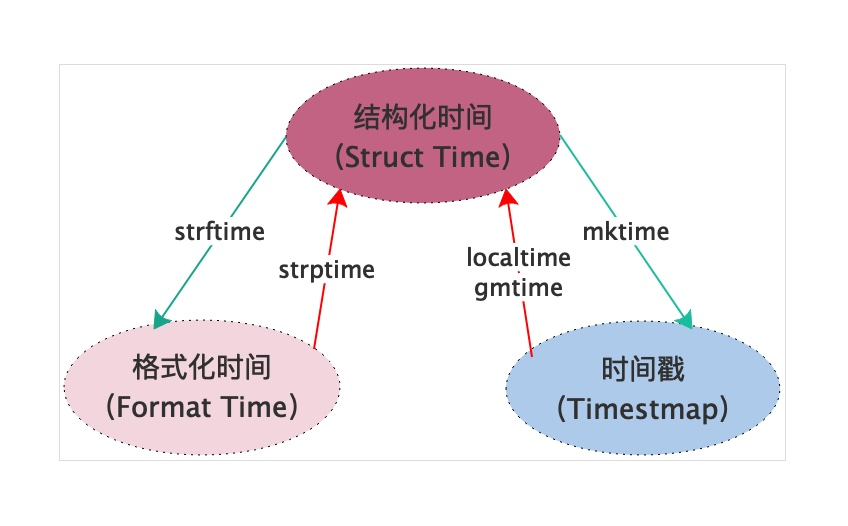 结构化时间
(Struct Time)
strftime
mktime
strptime
localtime
gmtime
格式化时间
(Format Time)
时间戳
(Timestmap)